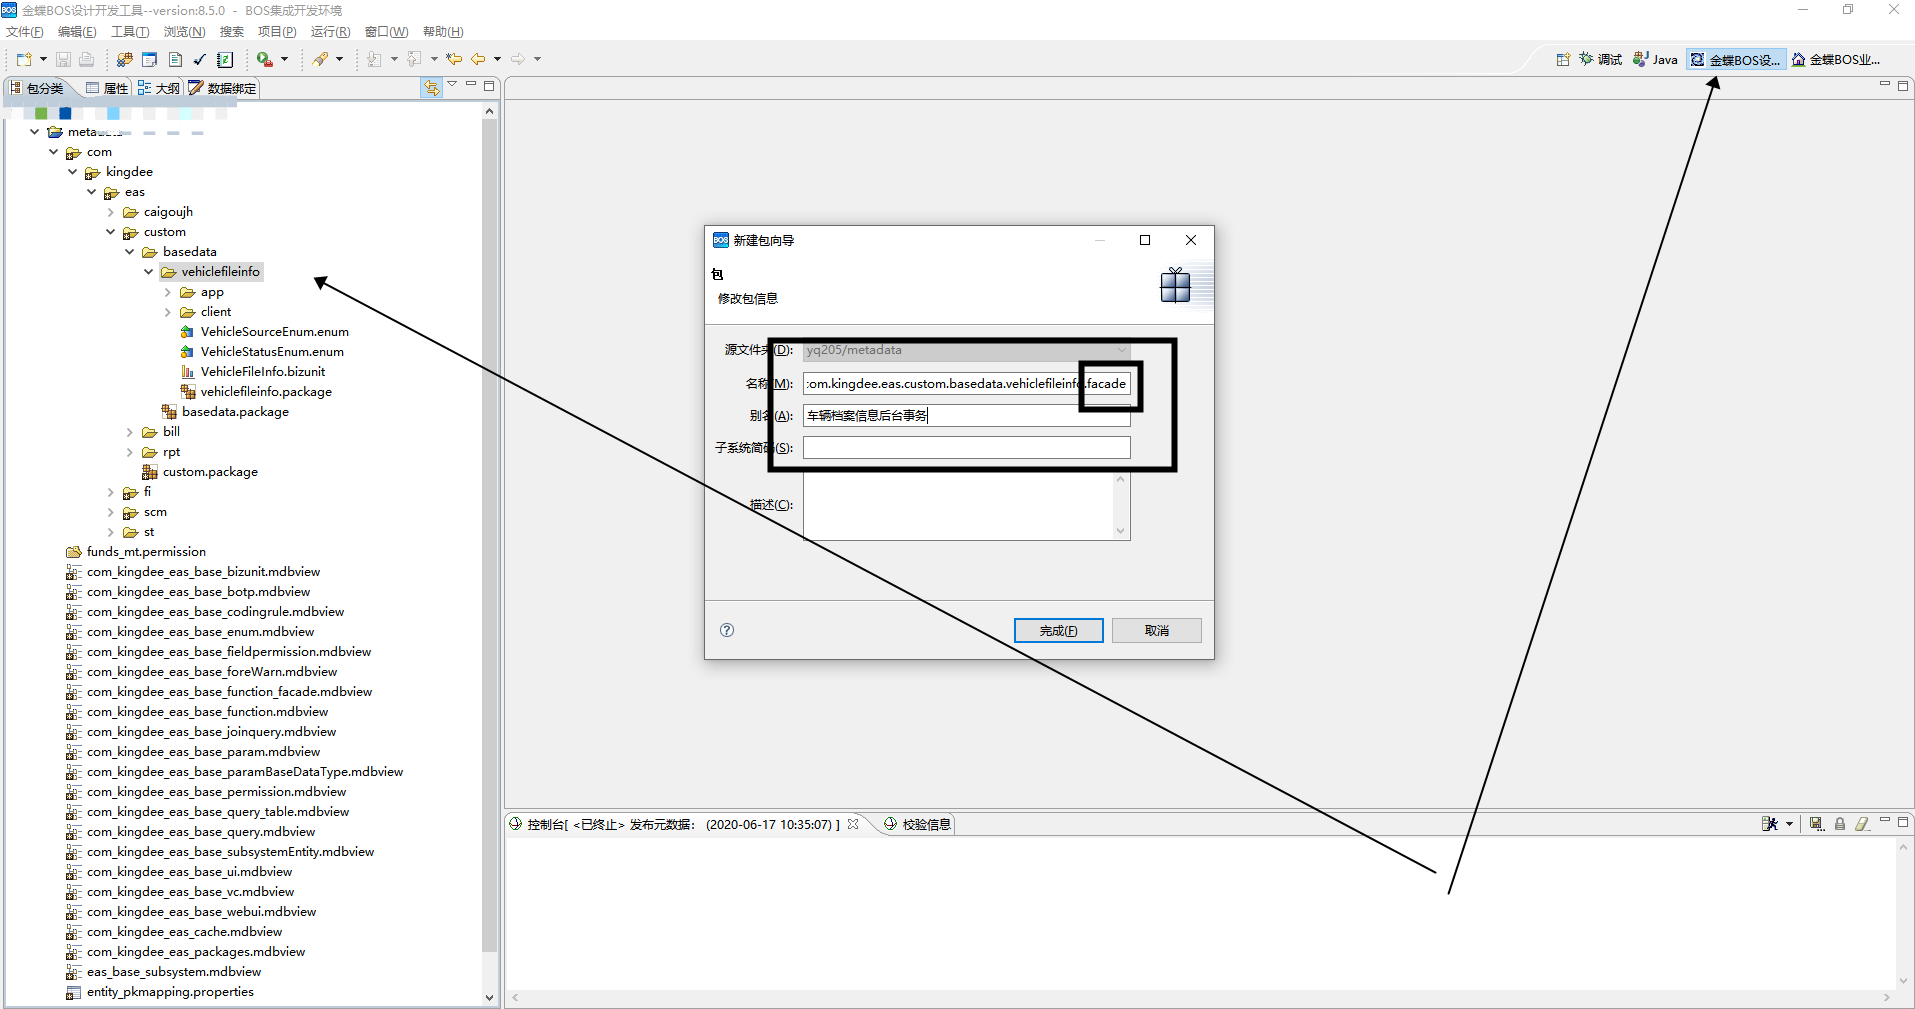 金蝶BOS设计开发工具--version:8.5.0 - BOS集成开发环境
文件(F) 编辑(E) 工具(T) 浏览(N) 搜索 项目(P) 运行(R) 窗口(W) 帮助(H)
调试 Java 金蝶BOS设... 金蝶BOS业...
包分类 属性 大纲 数据绑定
com
kingdee
eas
caigoujh
custom
basedata
vehiclefileinfo
app
client
VehicleSourceEnum.enum
VehicleStatusEnum.enum
VehicleFileInfo.bizunit
vehiclefileinfo.package
basedata.package
bill
rpt
custom.package
fi
scm
st
funds_mt.permission
com_kingdee_eas_base_bizunit.mdbview
com_kingdee_eas_base_botp.mdbview
com_kingdee_eas_base_codingrule.mdbview
com_kingdee_eas_base_enum.mdbview
com_kingdee_eas_base_fieldpermission.mdbview
com_kingdee_eas_base_foreWarn.mdbview
com_kingdee_eas_base_function_facade.mdbview
com_kingdee_eas_base_function.mdbview
com_kingdee_eas_base_joinquery.mdbview
com_kingdee_eas_base_param.mdbview
com_kingdee_eas_base_paramBaseDataType.mdbview
com_kingdee_eas_base_permission.mdbview
com_kingdee_eas_base_query_table.mdbview
com_kingdee_eas_base_query.mdbview
com_kingdee_eas_base_subsystemEntity.mdbview
com_kingdee_eas_base_ui.mdbview
com_kingdee_eas_base_vc.mdbview
com_kingdee_eas_base_webui.mdbview
com_kingdee_eas_cache.mdbview
com_kingdee_eas_packages.mdbview
eas_base_subsystem.mdbview
entity_pkmapping.properties
BOS 新建包向导
包
修改包信息
源文件夹(D): yq205/metadata
名称(M): :om.kingdee.eas.custom.basedata.vehiclefileinfo.facade
别名(A): 车辆档案信息后台事务
子系统简码(S):
描述(C):
完成(F) 取消
控制台[ <已终止> 发布元数据: (2020-06-17 10:35:07) ] 校验信息